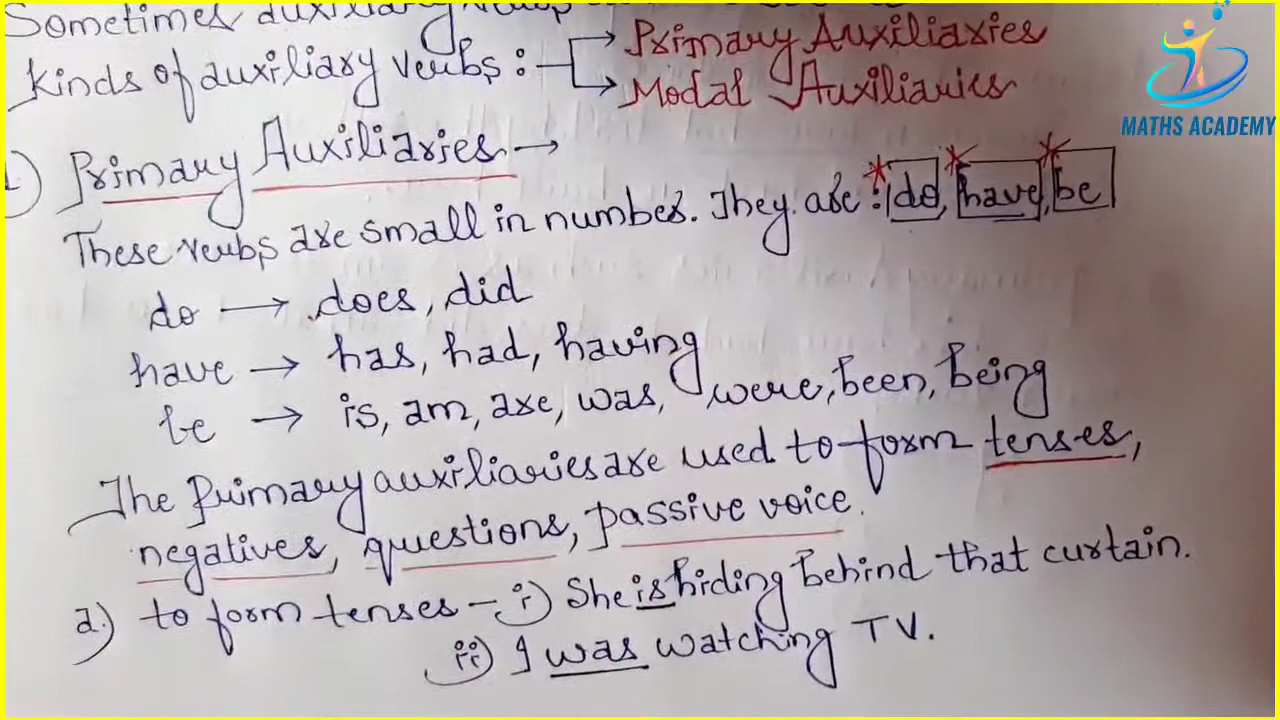 Sometimes auxiliary verbs
Kinds of auxiliary verbs :
Primary Auxiliaries
Modal Auxiliaries
MATHS ACADEMY
Primary Auxiliaries
These verbs are small in number. They are : do, have, be
do → does, did
have → has, had, having
be → is, am, are, was, were, been, being
The primary auxiliaries are used to form tenses,
negatives, questions, passive voice.
a.) to form tenses – i) She is hiding behind that curtain.
ii) I was watching TV.